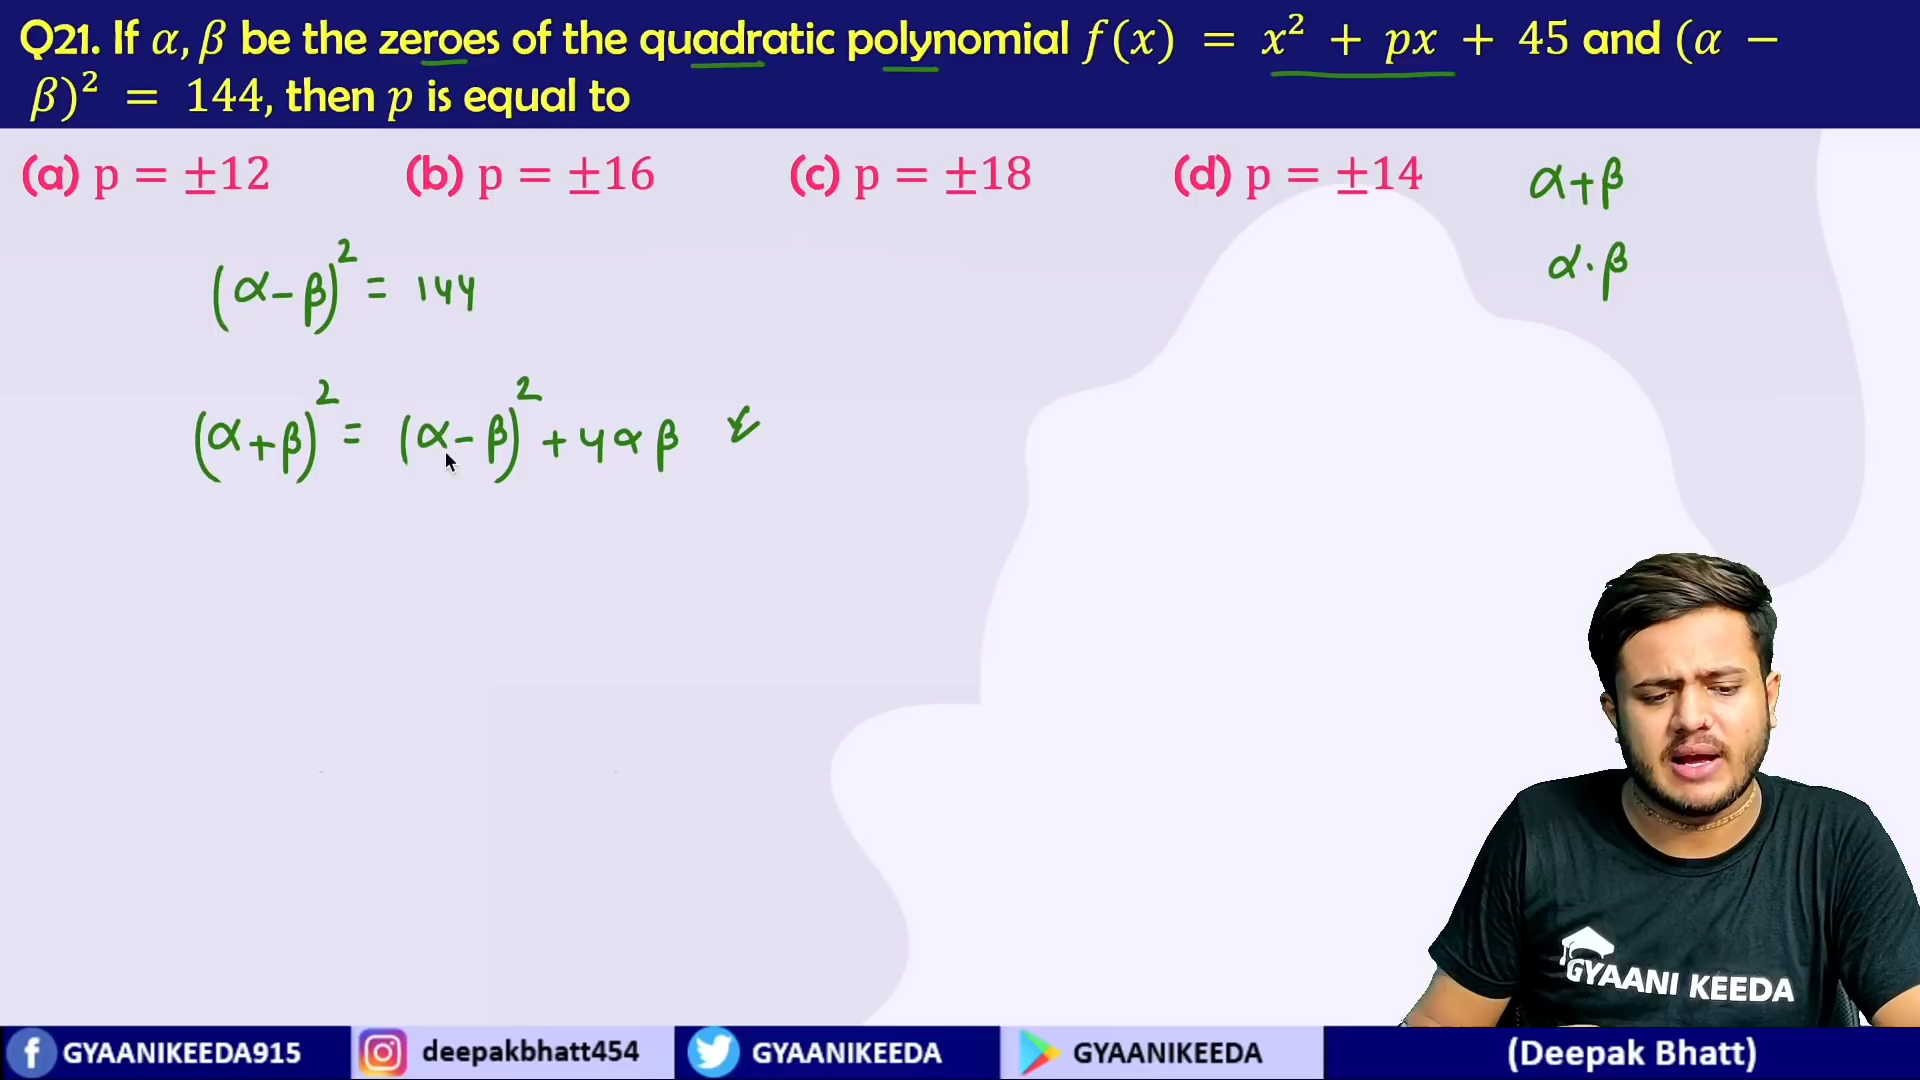 Q21. If α, β be the zeroes of the quadratic polynomial f(x) = x² + px + 45 and (α −
β)² = 144, then p is equal to
(a) p = ±12 (b) p = ±16 (c) p = ±18 (d) p = ±14
α+β
α·β
(α-β)² = 144
(α+β)² = (α-β)² + 4αβ
GYAANI KEEDA
GYAANIKEEDA915 deepakbhatt454 GYAANIKEEDA GYAANIKEEDA (Deepak Bhatt)